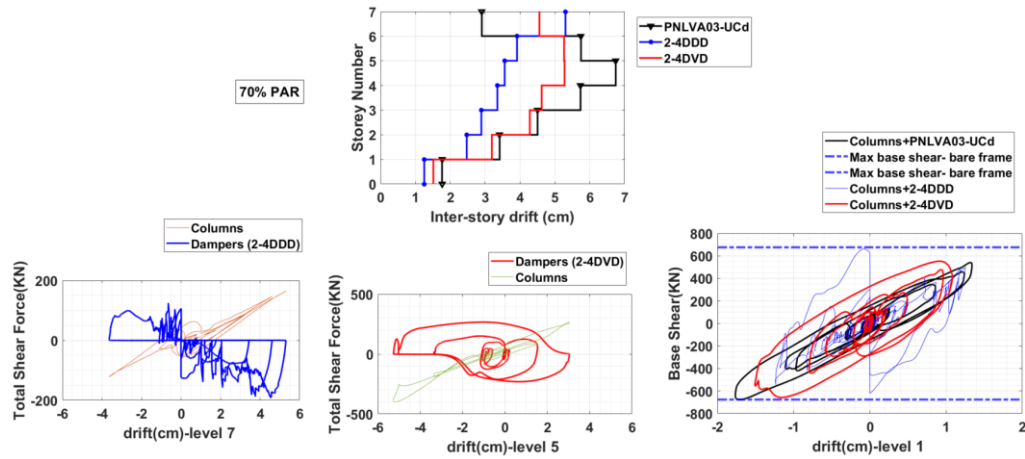 70% PAR
7
6
5
4
3
2
1
0
Storey Number
0 1 2 3 4 5 6 7
Inter-story drift (cm)
PNLVA03-UCd
2-4DDD
2-4DVD
Columns
Dampers (2-4DDD)
200
0
-200
Total Shear Force(KN)
-6 -4 -2 0 2 4 6
drift(cm)-level 7
Dampers (2-4DVD)
Columns
500
0
-500
Total Shear Force(KN)
-6 -4 -2 0 2 4 6
drift(cm)-level 5
Columns+PNLVA03-UCd
Max base shear- bare frame
Max base shear- bare frame
Columns+2-4DDD
Columns+2-4DVD
800
600
400
200
0
-200
-400
-600
-800
Base Shear(KN)
-2 -1 0 1 2
drift(cm)-level 1